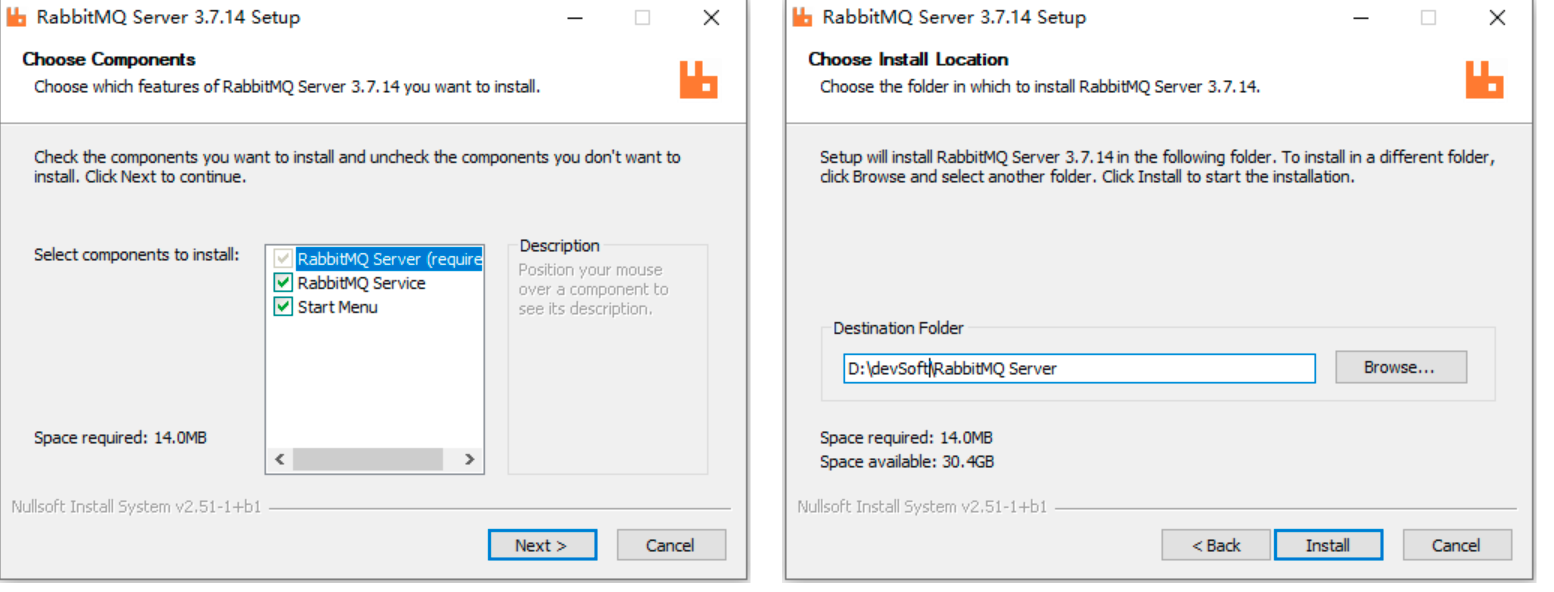 RabbitMQ Server 3.7.14 Setup
Choose Components
Choose which features of RabbitMQ Server 3.7.14 you want to install.
Check the components you want to install and uncheck the components you don't want to
install. Click Next to continue.
Select components to install:
RabbitMQ Server (require
RabbitMQ Service
Start Menu
Description
Position your mouse
over a component to
see its description.
Space required: 14.0MB
Nullsoft Install System v2.51-1+b1
Next >
Cancel
RabbitMQ Server 3.7.14 Setup
Choose Install Location
Choose the folder in which to install RabbitMQ Server 3.7.14.
Setup will install RabbitMQ Server 3.7.14 in the following folder. To install in a different folder,
click Browse and select another folder. Click Install to start the installation.
Destination Folder
D:\devSoft\RabbitMQ Server
Browse...
Space required: 14.0MB
Space available: 30.4GB
Nullsoft Install System v2.51-1+b1
< Back
Install
Cancel